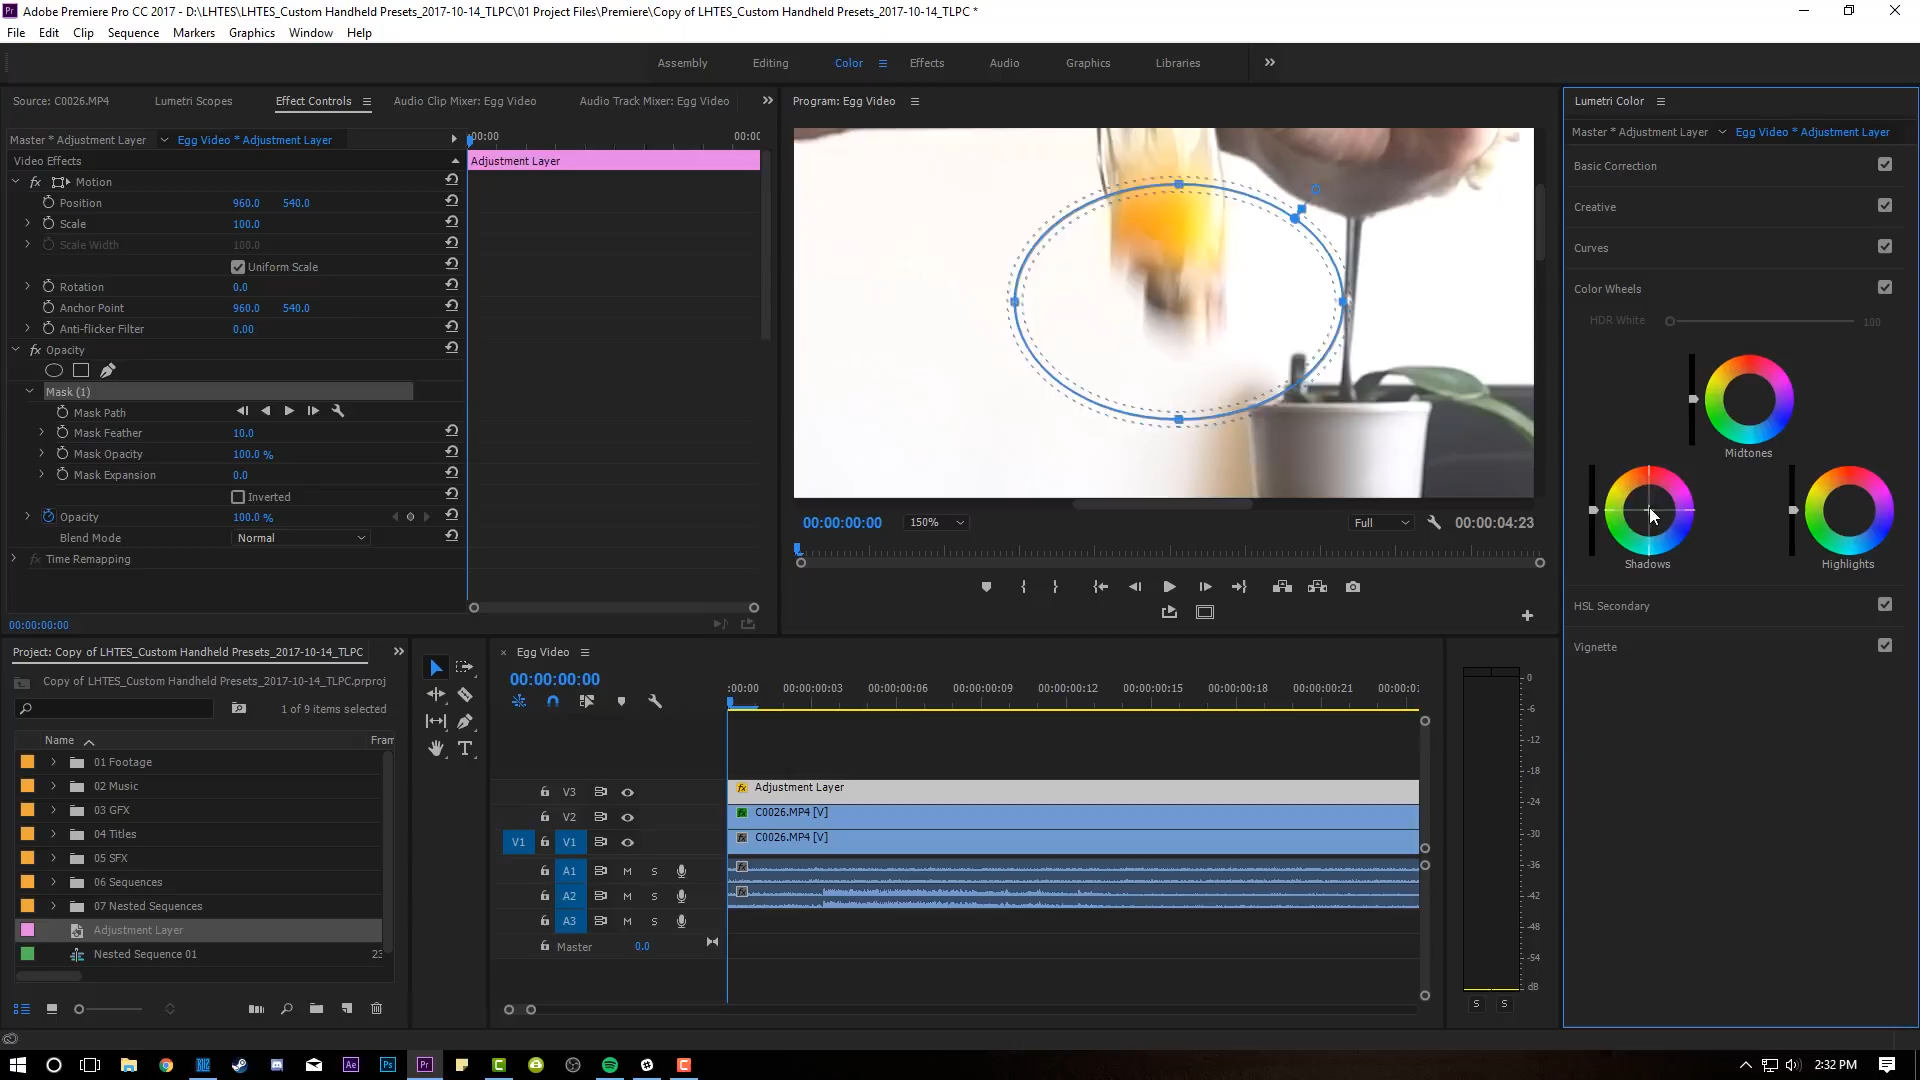 Adobe Premiere Pro CC 2017 - D:\LHTES\LHTES_Custom Handheld Presets_2017-10-14_TLPC\01 Project Files\Premiere\Copy of LHTES_Custom Handheld Presets_2017-10-14_TLPC *
File Edit Clip Sequence Markers Graphics Window Help
Assembly Editing Color Effects Audio Graphics Libraries
Source: C0026.MP4 Lumetri Scopes Effect Controls Audio Clip Mixer: Egg Video Audio Track Mixer: Egg Video
Master * Adjustment Layer Egg Video * Adjustment Layer
:00:00 00:00
Video Effects
Adjustment Layer
fx Motion
Position 960.0 540.0
Scale 100.0
Scale Width 100.0
Uniform Scale
Rotation 0.0
Anchor Point 960.0 540.0
Anti-flicker Filter 0.00
fx Opacity
Mask (1)
Mask Path
Mask Feather 10.0
Mask Opacity 100.0 %
Mask Expansion 0.0
Inverted
Opacity 100.0 %
Blend Mode Normal
fx Time Remapping
00:00:00:00
Program: Egg Video
00:00:00:00 150% Full 00:00:04:23
Lumetri Color
Master * Adjustment Layer Egg Video * Adjustment Layer
Basic Correction
Creative
Curves
Color Wheels
HDR White 100
Midtones
Shadows Highlights
HSL Secondary
Vignette
Project: Copy of LHTES_Custom Handheld Presets_2017-10-14_TLPC
Copy of LHTES_Custom Handheld Presets_2017-10-14_TLPC.prproj
1 of 9 items selected
Name Fram
01 Footage
02 Music
03 GFX
04 Titles
05 SFX
06 Sequences
07 Nested Sequences
Adjustment Layer
Nested Sequence 01 23
Egg Video
00:00:00:00
:00:00 00:00:00:03 00:00:00:06 00:00:00:09 00:00:00:12 00:00:00:15 00:00:00:18 00:00:00:21 00:00:01
V3 fx Adjustment Layer
V2 fx C0026.MP4 [V]
V1 V1 fx C0026.MP4 [V]
A1 M S
A2 M S
A3 M S
Master 0.0
0
-6
-12
-18
-24
-30
-36
-42
-48
-54
dB
S S
Ae Ps Pr
2:32 PM